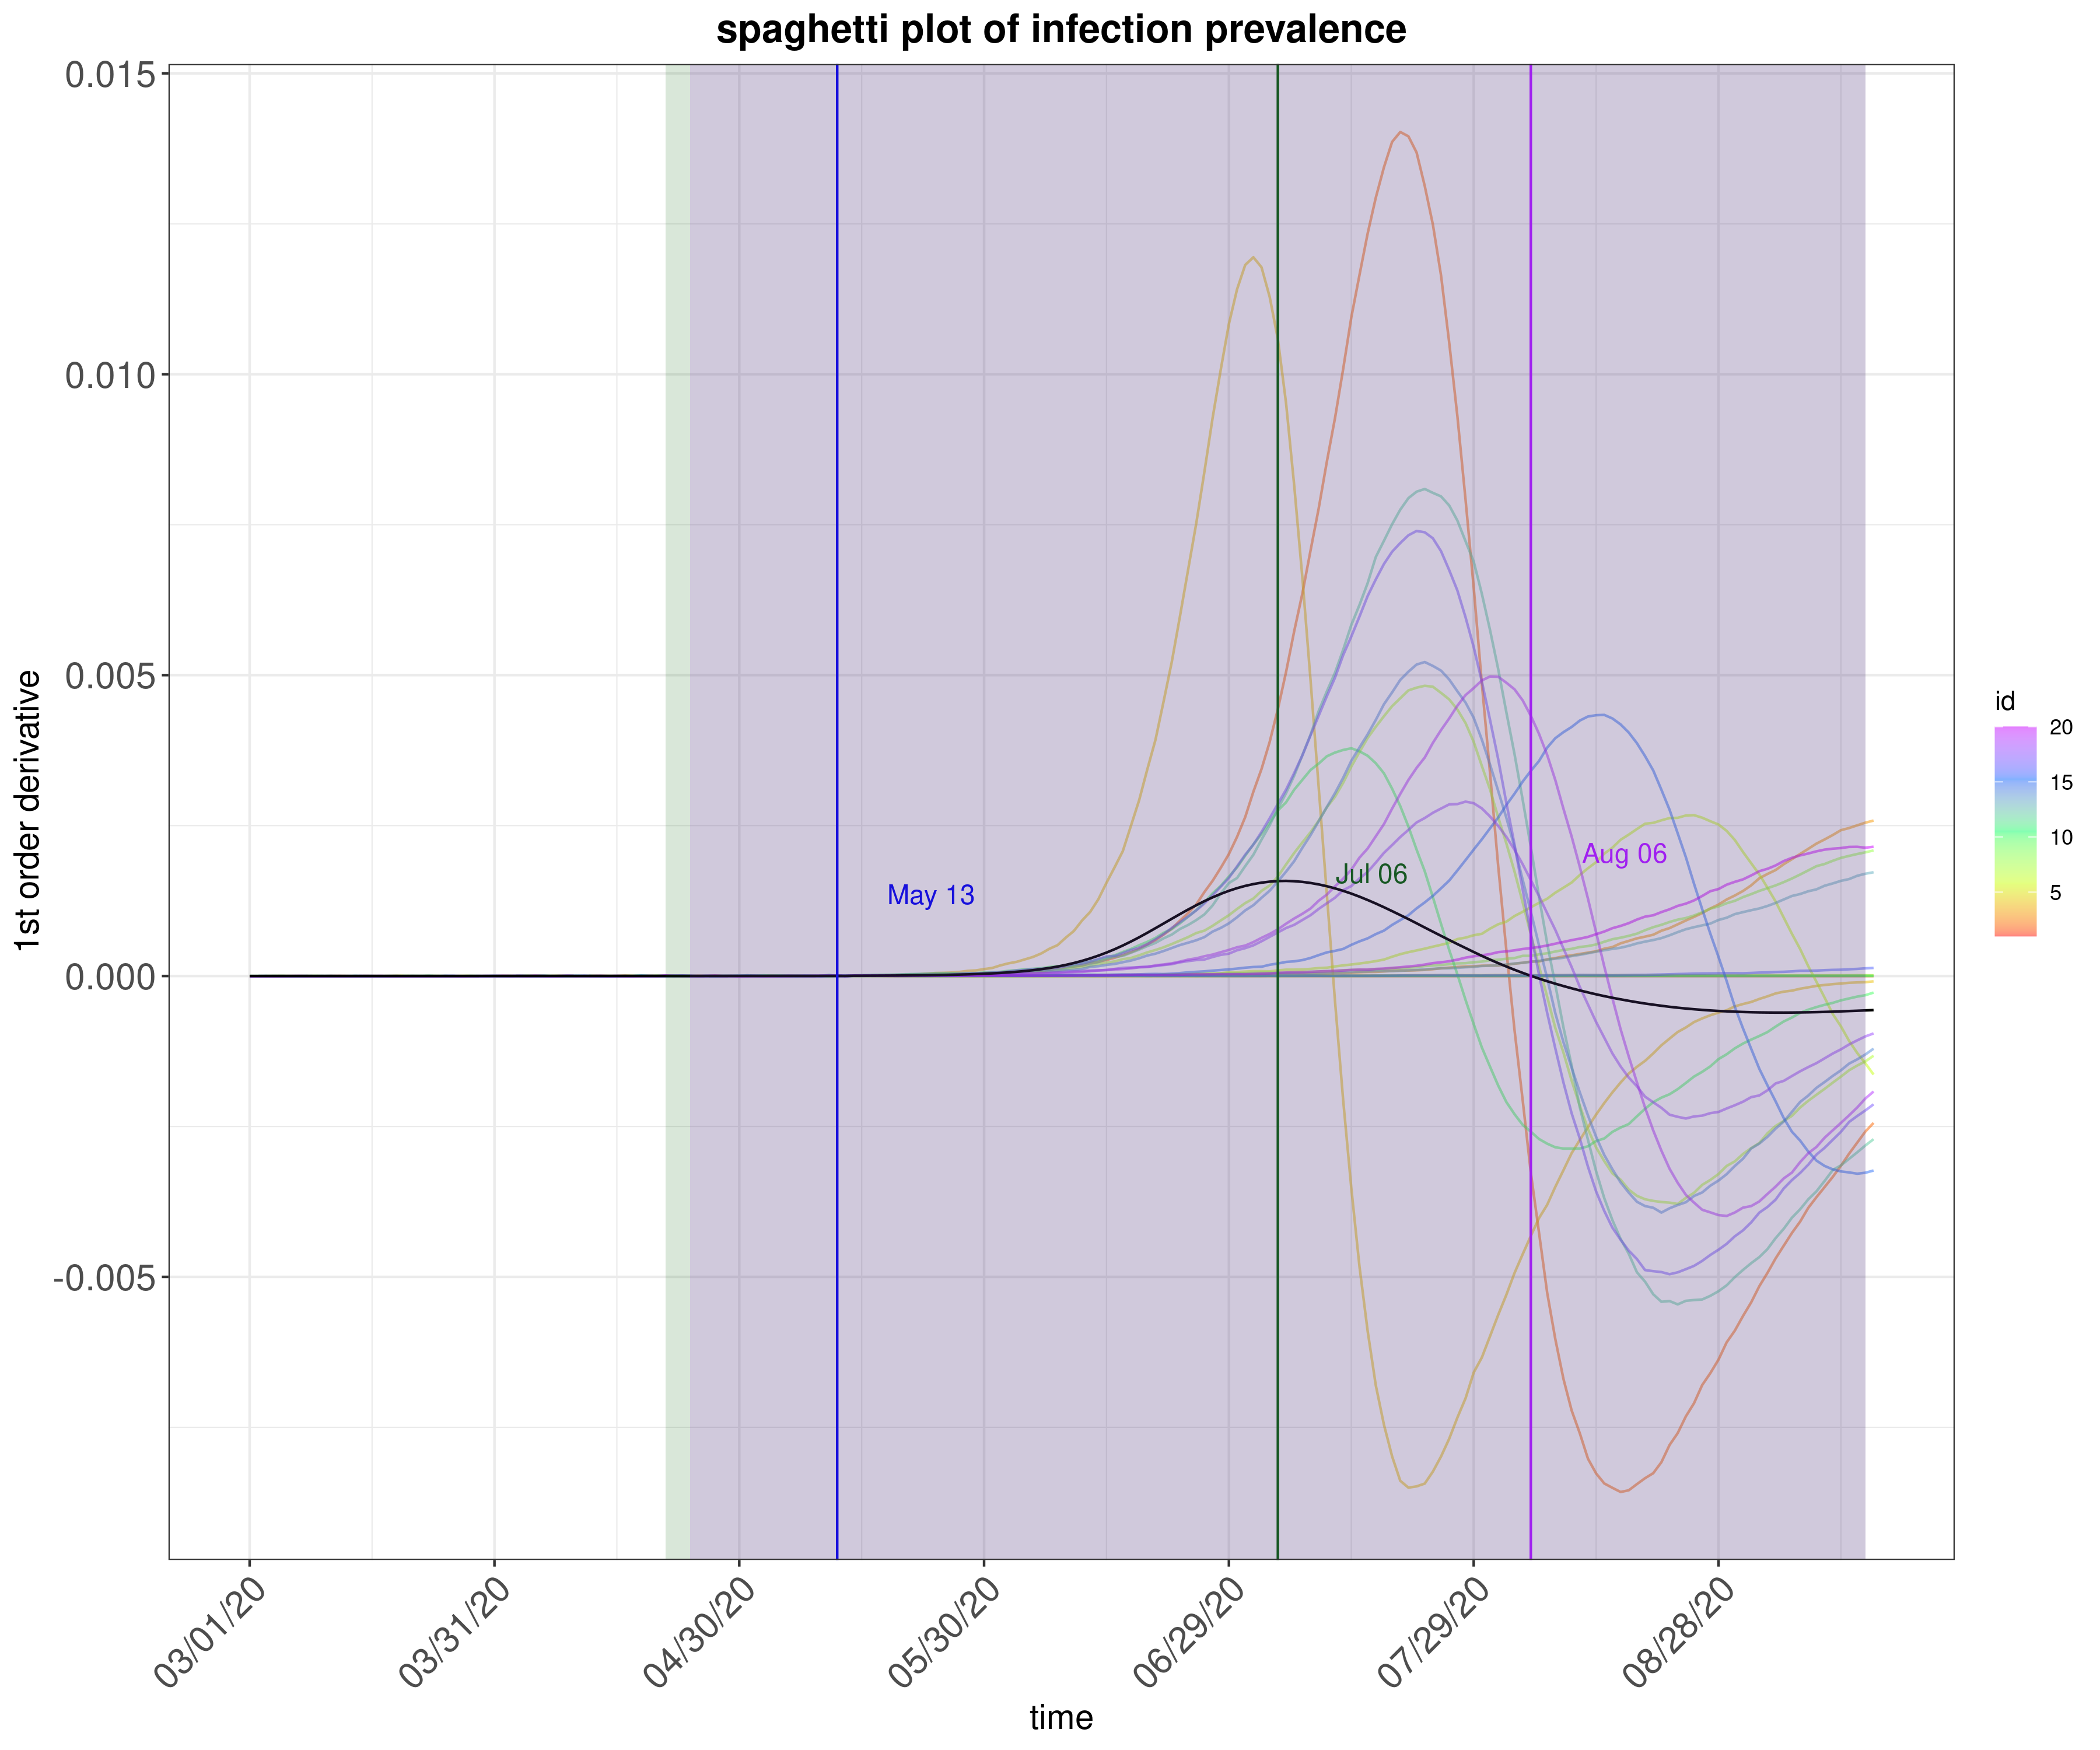 spaghetti plot of infection prevalence
0.015
0.010
0.005
0.000
-0.005
1st order derivative
May 13
Jul 06
Aug 06
id
20
15
10
5
03/01/20
03/31/20
04/30/20
05/30/20
06/29/20
07/29/20
08/28/20
time